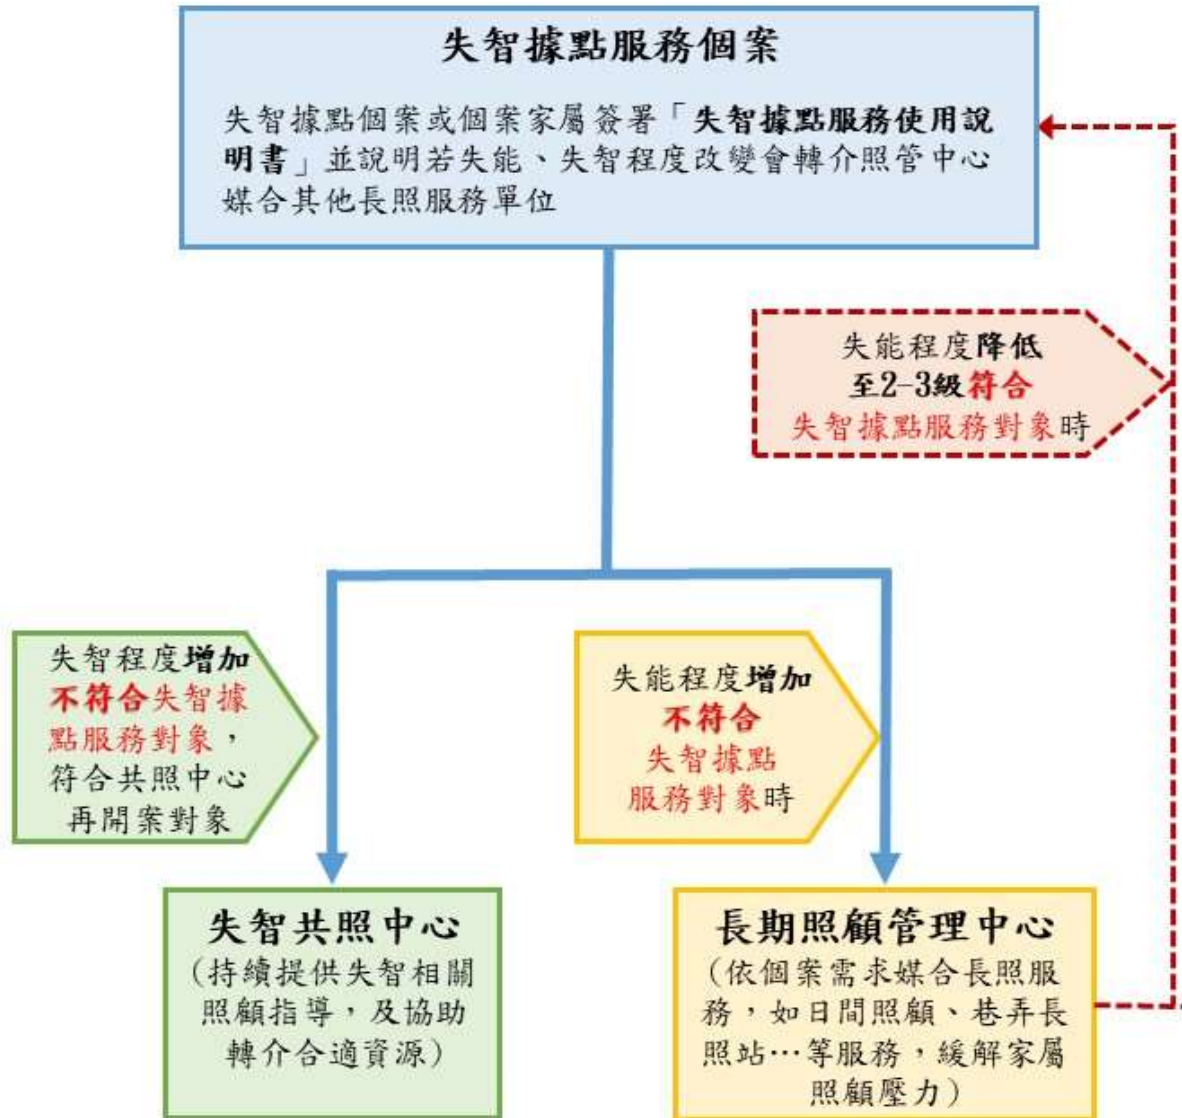 失智據點服務個案
失智據點個案或個案家屬簽署「失智據點服務使用說
明書」並說明若失能、失智程度改變會轉介照管中心
媒合其他長照服務單位
失能程度降低
至2-3級符合
失智據點服務對象時
失智程度增加
不符合失智據
點服務對象，
符合共照中心
再開案對象
失能程度增加
不符合
失智據點
服務對象時
失智共照中心
（持續提供失智相關
照顧指導，及協助
轉介合適資源）
長期照顧管理中心
（依個案需求媒合長照服
務，如日間照顧、巷弄長
照站…等服務，緩解家屬
照顧壓力）